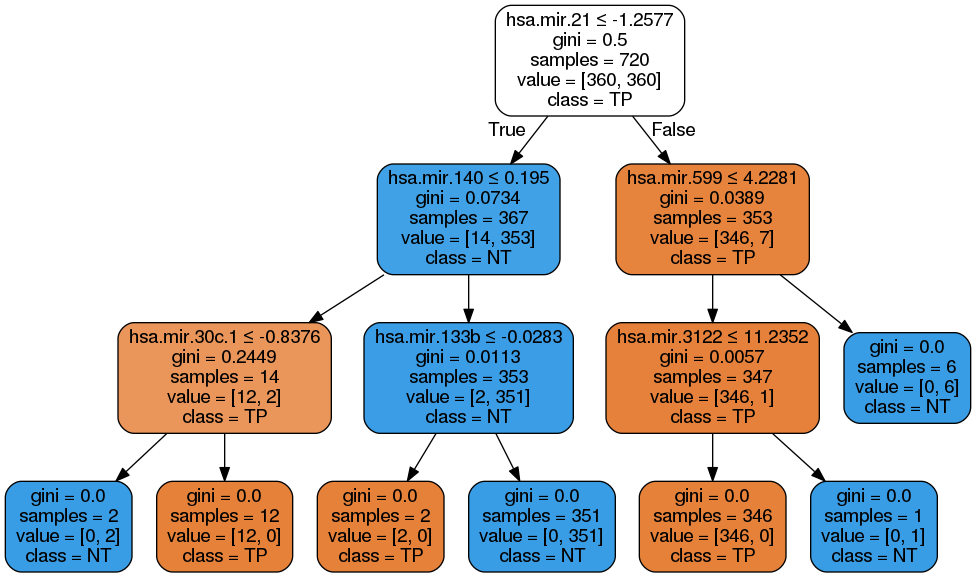 hsa.mir.21 ≤ -1.2577
gini = 0.5
samples = 720
value = [360, 360]
class = TP
True
False
hsa.mir.140 ≤ 0.195
gini = 0.0734
samples = 367
value = [14, 353]
class = NT
hsa.mir.599 ≤ 4.2281
gini = 0.0389
samples = 353
value = [346, 7]
class = TP
hsa.mir.30c.1 ≤ -0.8376
gini = 0.2449
samples = 14
value = [12, 2]
class = TP
hsa.mir.133b ≤ -0.0283
gini = 0.0113
samples = 353
value = [2, 351]
class = NT
hsa.mir.3122 ≤ 11.2352
gini = 0.0057
samples = 347
value = [346, 1]
class = TP
gini = 0.0
samples = 6
value = [0, 6]
class = NT
gini = 0.0
samples = 2
value = [0, 2]
class = NT
gini = 0.0
samples = 12
value = [12, 0]
class = TP
gini = 0.0
samples = 2
value = [2, 0]
class = TP
gini = 0.0
samples = 351
value = [0, 351]
class = NT
gini = 0.0
samples = 346
value = [346, 0]
class = TP
gini = 0.0
samples = 1
value = [0, 1]
class = NT